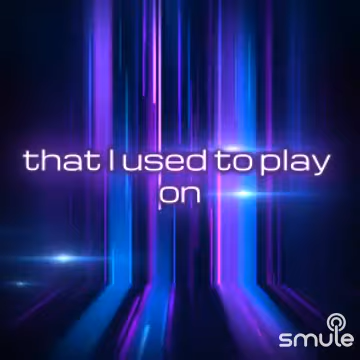 that I used to play
on
smule